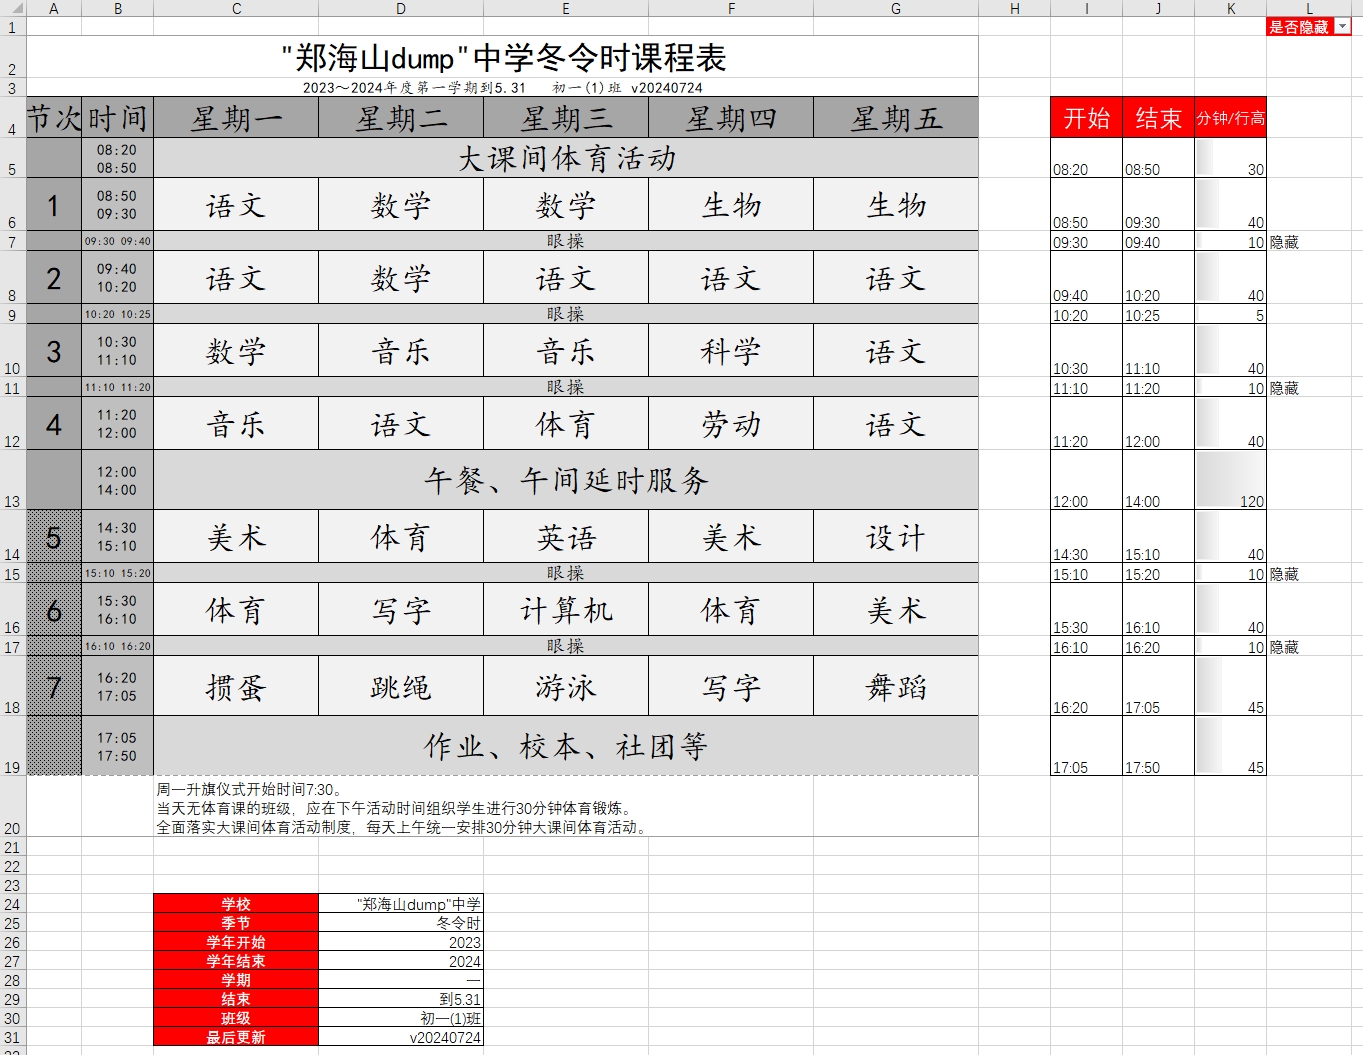 A B C D E F G H I J K L
1 是否隐藏
2 "郑海山dump"中学冬令时课程表
3 2023～2024年度第一学期到5.31 初一(1)班 v20240724
4 节次 时间 星期一 星期二 星期三 星期四 星期五 开始 结束 分钟/行高
08:20
5 大课间体育活动 08:20 08:50 30
08:50
08:50
6 1 语文 数学 数学 生物 生物 08:50 09:30 40
09:30
7 09:30 09:40 眼操 09:30 09:40 10 隐藏
09:40
8 2 语文 数学 语文 语文 语文 09:40 10:20 40
10:20
9 10:20 10:25 眼操 10:20 10:25 5
10:30
10 3 数学 音乐 音乐 科学 语文 10:30 11:10 40
11:10
11 11:10 11:20 眼操 11:10 11:20 10 隐藏
11:20
12 4 音乐 语文 体育 劳动 语文 11:20 12:00 40
12:00
12:00
13 午餐、午间延时服务 12:00 14:00 120
14:00
14:30
14 5 美术 体育 英语 美术 设计 14:30 15:10 40
15:10
15 15:10 15:20 眼操 15:10 15:20 10 隐藏
15:30
16 6 体育 写字 计算机 体育 美术 15:30 16:10 40
16:10
17 16:10 16:20 眼操 16:10 16:20 10 隐藏
16:20
18 7 掼蛋 跳绳 游泳 写字 舞蹈 16:20 17:05 45
17:05
17:05
19 作业、校本、社团等 17:05 17:50 45
17:50
周一升旗仪式开始时间7:30。
当天无体育课的班级，应在下午活动时间组织学生进行30分钟体育锻炼。
20 全面落实大课间体育活动制度，每天上午统一安排30分钟大课间体育活动。
21
22
23
24 学校 "郑海山dump"中学
25 季节 冬令时
26 学年开始 2023
27 学年结束 2024
28 学期 一
29 结束 到5.31
30 班级 初一(1)班
31 最后更新 v20240724